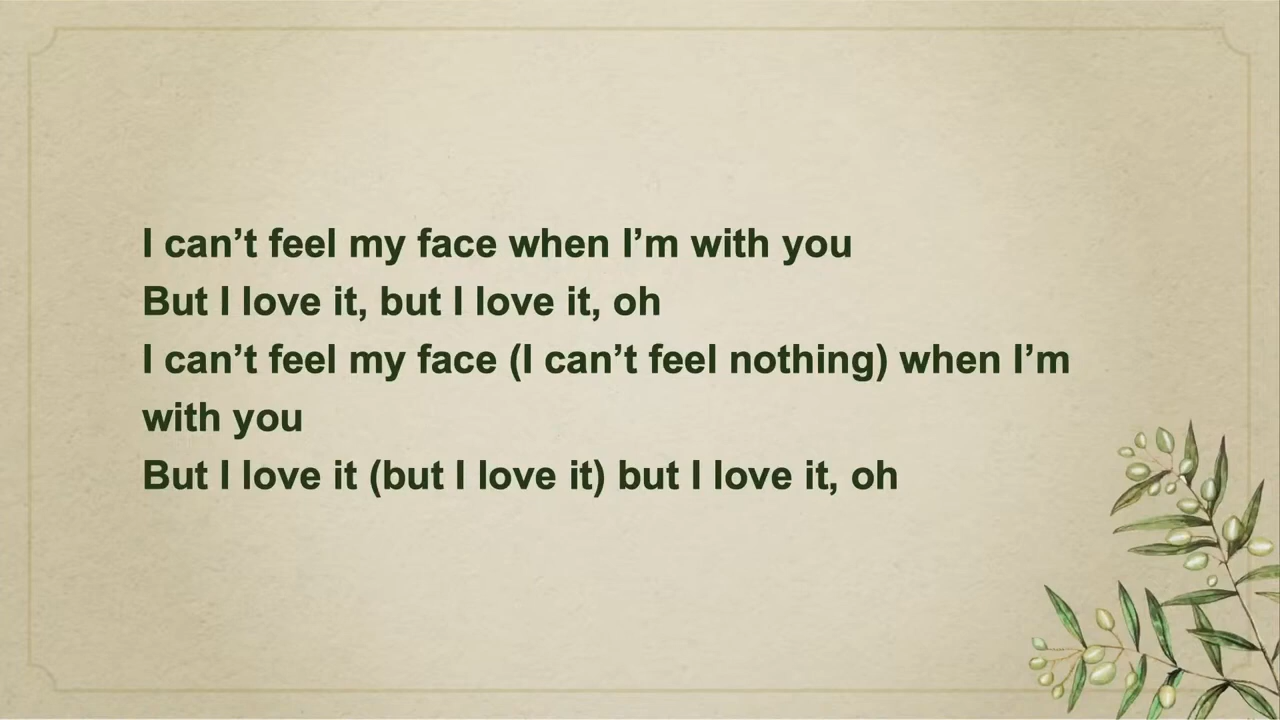 I can’t feel my face when I’m with you
But I love it, but I love it, oh
I can’t feel my face (I can’t feel nothing) when I’m
with you
But I love it (but I love it) but I love it, oh